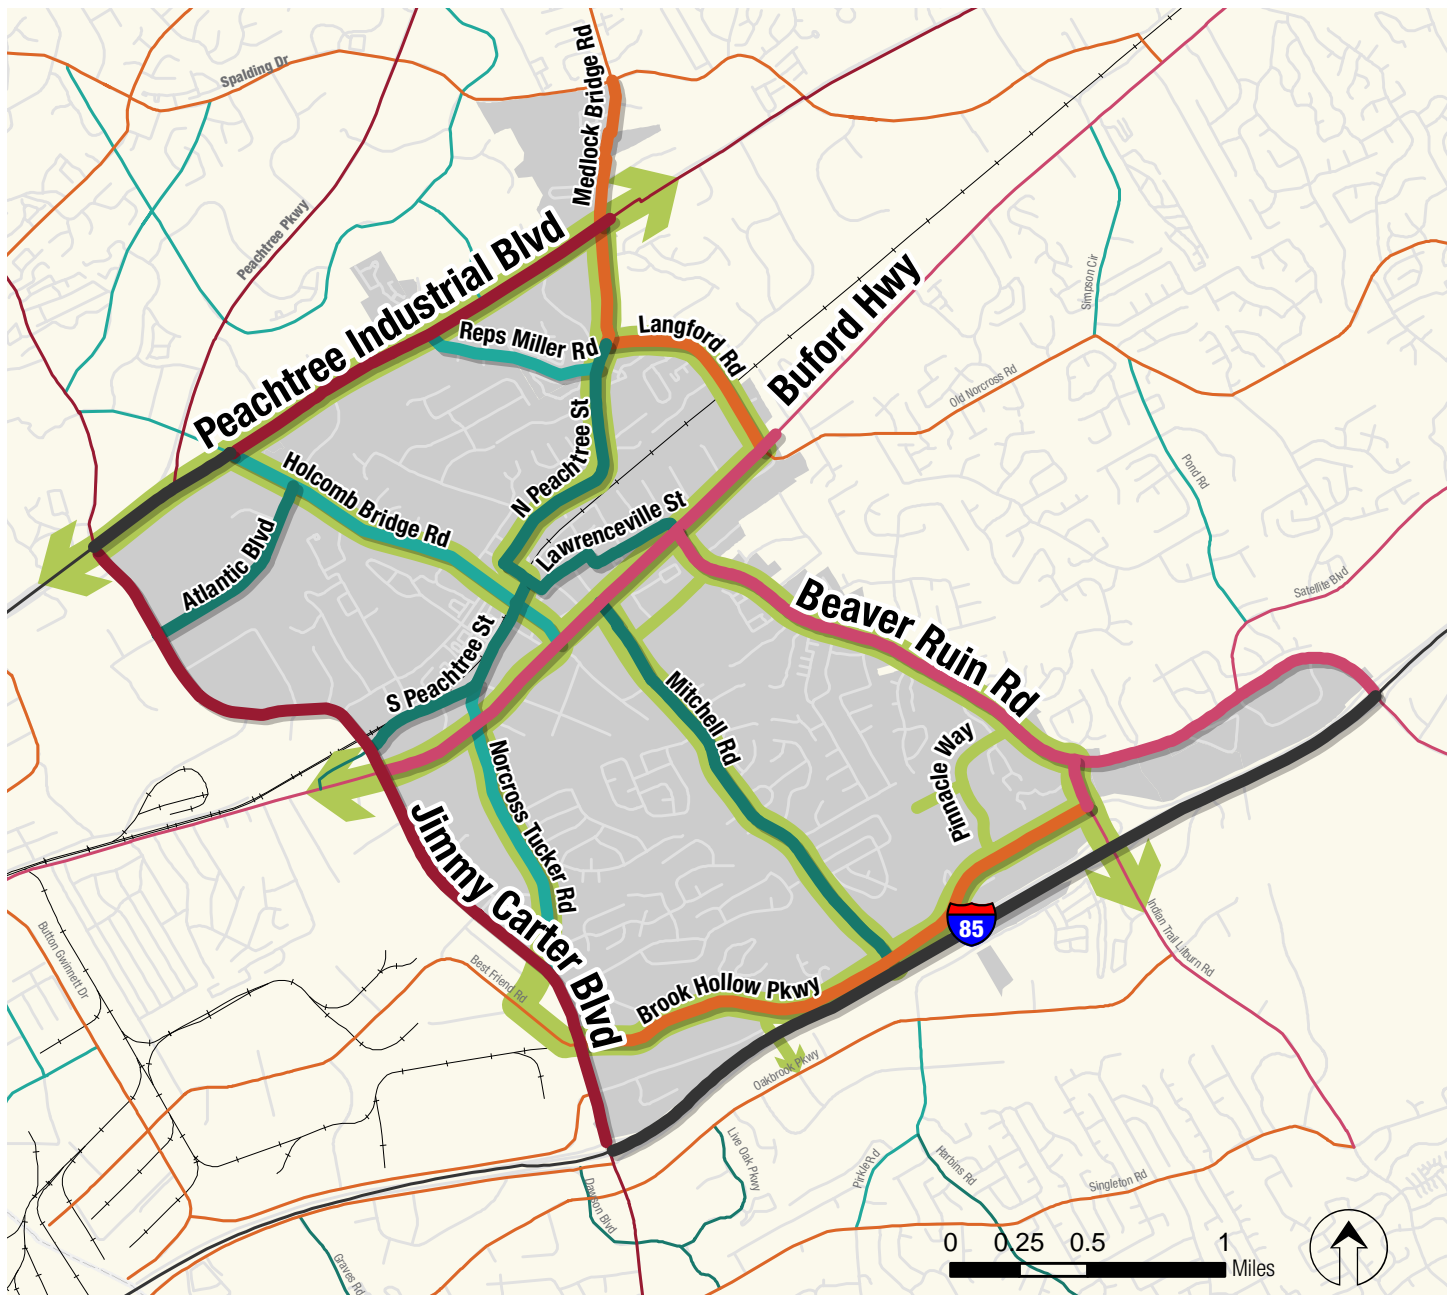 Spalding Dr
Medlock Bridge Rd
Peachtree Pkwy
Peachtree Industrial Blvd
Buford Hwy
Simpson Cir
Reps Miller Rd
Langford Rd
Old Norcross Rd
Holcomb Bridge Rd
N Peachtree St
Pond Rd
Lawrenceville St
Atlantic Blvd
Satellite Blvd
Beaver Ruin Rd
S Peachtree St
Mitchell Rd
Pinnacle Way
Norcross Tucker Rd
Jimmy Carter Blvd
85
Button Gwinnett Dr
Best Friend Rd
Brook Hollow Pkwy
Indian Trail Lilburn Rd
Oakbrook Pkwy
Live Oak Pkwy
Pirkle Rd
Harbins Rd
Singleton Rd
Dawson Blvd
Graves Rd
0 0.25 0.5 1
Miles